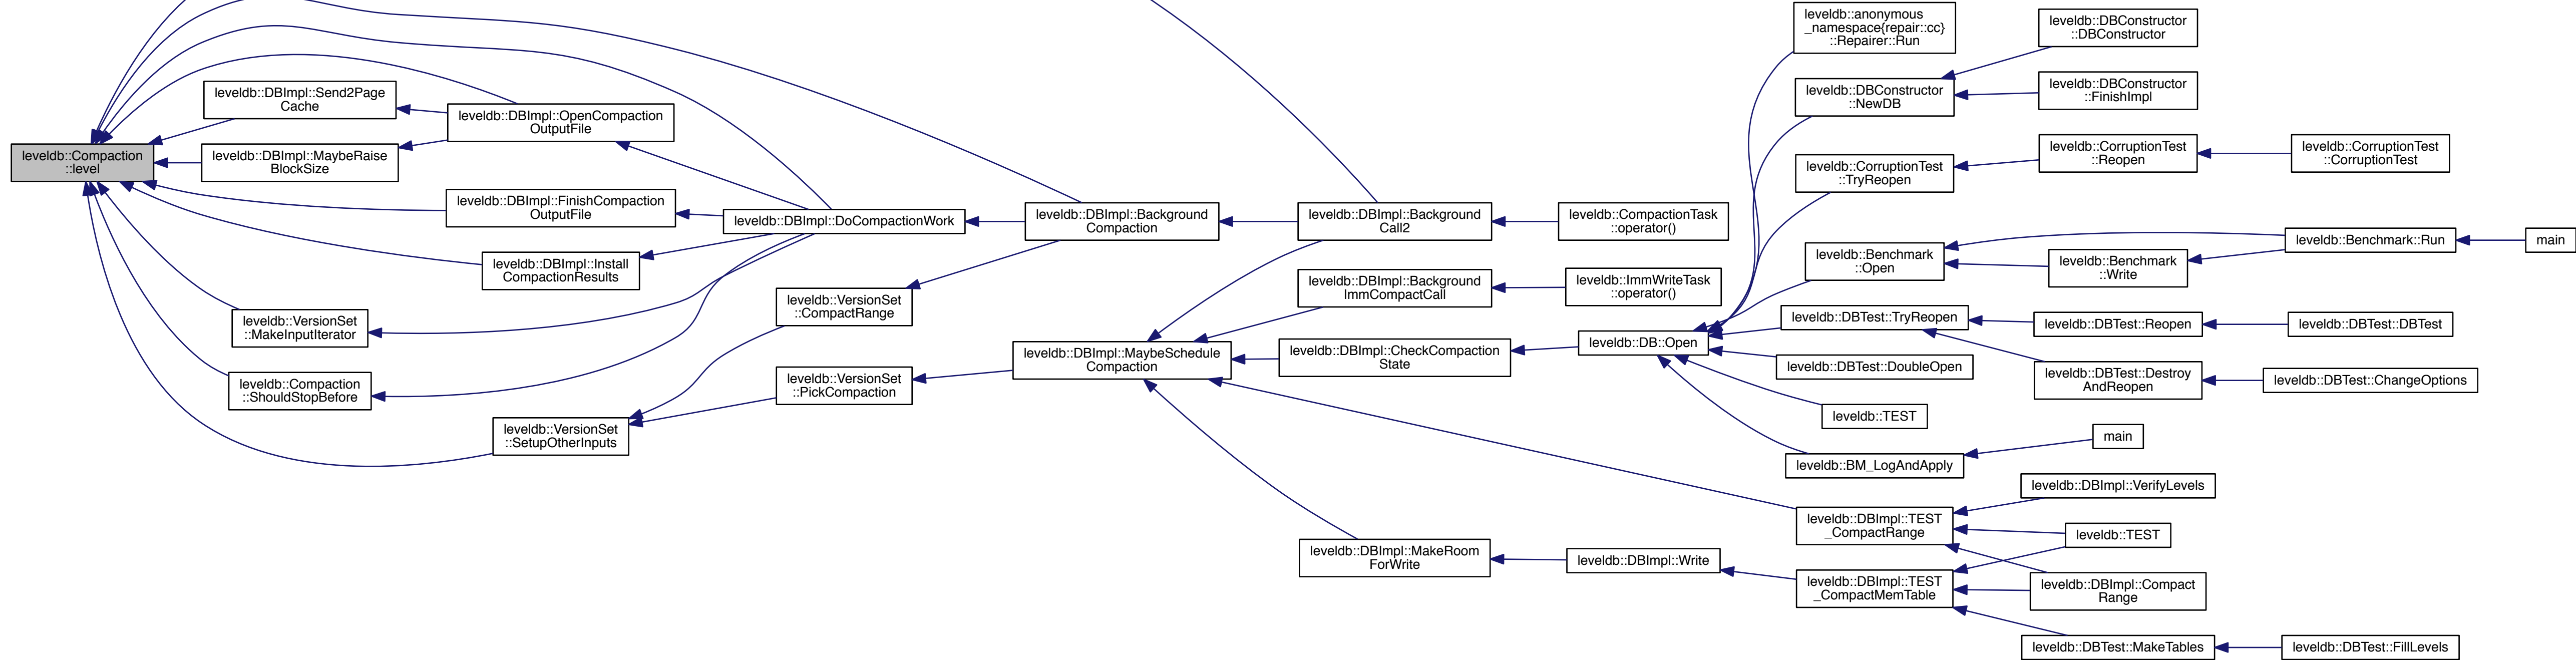 leveldb::Compaction
::level
leveldb::DBImpl::Send2Page
Cache
leveldb::DBImpl::MaybeRaise
BlockSize
leveldb::VersionSet
::MakeInputIterator
leveldb::Compaction
::ShouldStopBefore
leveldb::DBImpl::OpenCompaction
OutputFile
leveldb::DBImpl::FinishCompaction
OutputFile
leveldb::DBImpl::Install
CompactionResults
leveldb::VersionSet
::SetupOtherInputs
leveldb::DBImpl::DoCompactionWork
leveldb::VersionSet
::CompactRange
leveldb::VersionSet
::PickCompaction
leveldb::DBImpl::Background
Compaction
leveldb::DBImpl::MaybeSchedule
Compaction
leveldb::DBImpl::Background
Call2
leveldb::DBImpl::Background
ImmCompactCall
leveldb::DBImpl::CheckCompaction
State
leveldb::DBImpl::MakeRoom
ForWrite
leveldb::CompactionTask
::operator()
leveldb::ImmWriteTask
::operator()
leveldb::DB::Open
leveldb::DBImpl::Write
leveldb::anonymous
_namespace{repair::cc}
::Repairer::Run
leveldb::DBConstructor
::NewDB
leveldb::CorruptionTest
::TryReopen
leveldb::Benchmark
::Open
leveldb::DBTest::TryReopen
leveldb::DBTest::DoubleOpen
leveldb::TEST
leveldb::BM_LogAndApply
leveldb::DBImpl::TEST
_CompactRange
leveldb::DBImpl::TEST
_CompactMemTable
leveldb::DBConstructor
::DBConstructor
leveldb::DBConstructor
::FinishImpl
leveldb::CorruptionTest
::Reopen
leveldb::Benchmark
::Write
leveldb::DBTest::Reopen
leveldb::DBTest::Destroy
AndReopen
main
leveldb::DBImpl::VerifyLevels
leveldb::TEST
leveldb::DBImpl::Compact
Range
leveldb::DBTest::MakeTables
leveldb::CorruptionTest
::CorruptionTest
leveldb::Benchmark::Run
leveldb::DBTest::DBTest
leveldb::DBTest::ChangeOptions
leveldb::DBTest::FillLevels
main